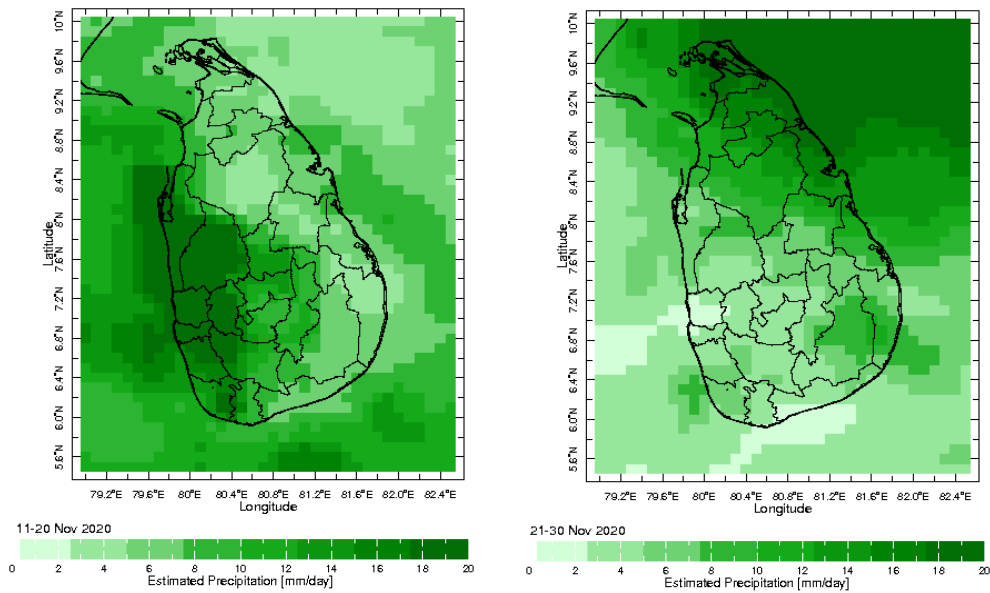 10°N
9.6°N
9.2°N
8.8°N
8.4°N
8°N
7.6°N
7.2°N
6.8°N
6.4°N
6.0°N
5.6°N
Latitude
79.2°E 79.6°E 80°E 80.4°E 80.8°E 81.2°E 81.6°E 82.0°E 82.4°E
Longitude
11-20 Nov 2020
0 2 4 6 8 10 12 14 16 18 20
Estimated Precipitation [mm/day]
10°N
9.6°N
9.2°N
8.8°N
8.4°N
8°N
7.6°N
7.2°N
6.8°N
6.4°N
6.0°N
5.6°N
Latitude
79.2°E 79.6°E 80°E 80.4°E 80.8°E 81.2°E 81.6°E 82.0°E 82.4°E
Longitude
21-30 Nov 2020
0 2 4 6 8 10 12 14 16 18 20
Estimated Precipitation [mm/day]